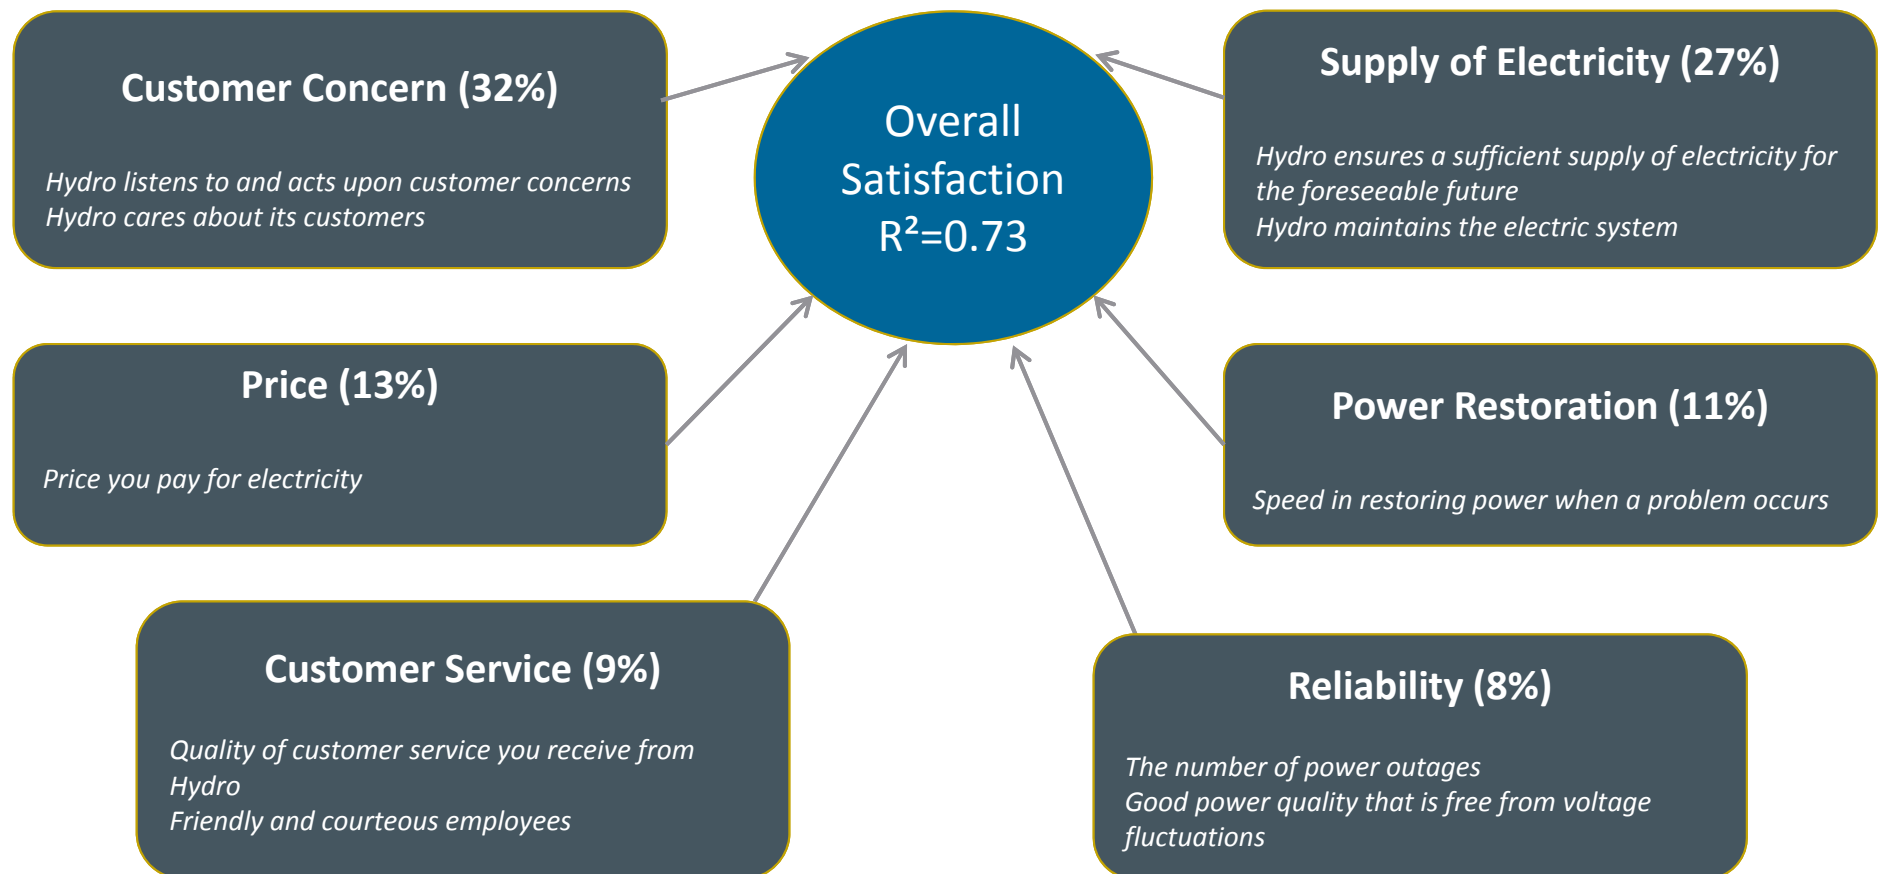 Customer Concern (32%)
Hydro listens to and acts upon customer concerns
Hydro cares about its customers
Overall
Satisfaction
R²=0.73
Supply of Electricity (27%)
Hydro ensures a sufficient supply of electricity for
the foreseeable future
Hydro maintains the electric system
Price (13%)
Price you pay for electricity
Power Restoration (11%)
Speed in restoring power when a problem occurs
Customer Service (9%)
Quality of customer service you receive from
Hydro
Friendly and courteous employees
Reliability (8%)
The number of power outages
Good power quality that is free from voltage
fluctuations